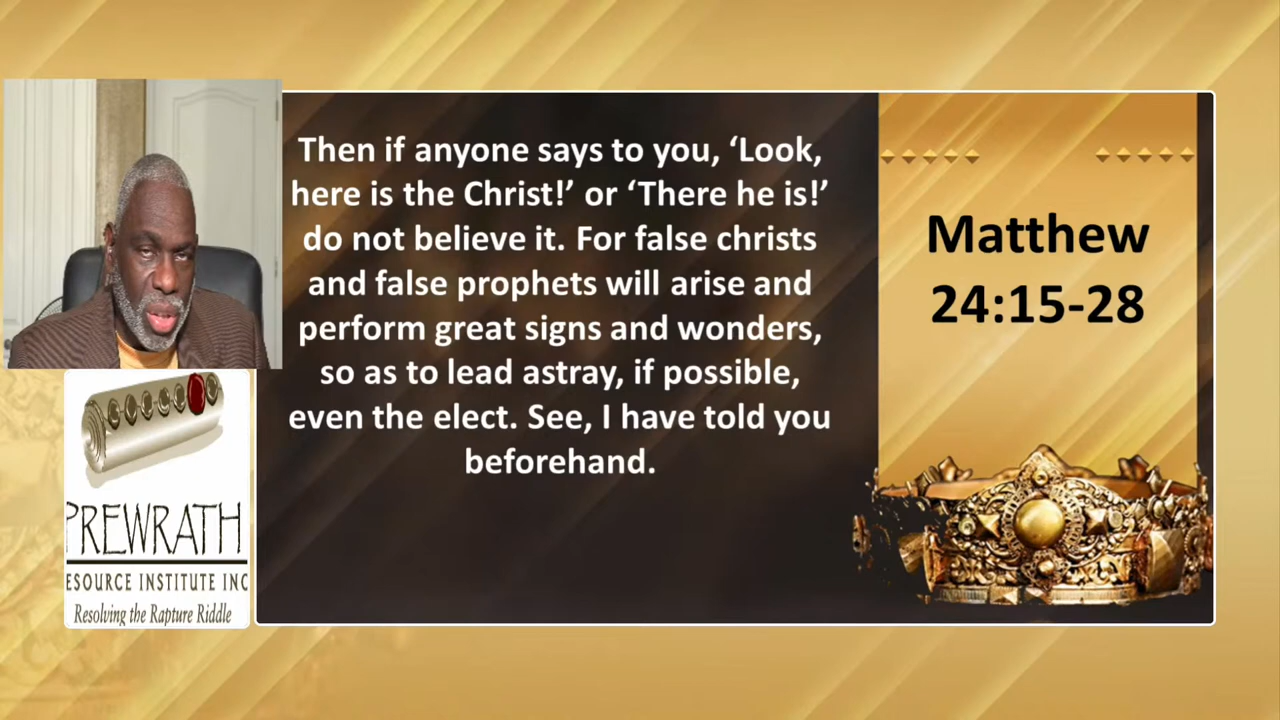 Then if anyone says to you, ‘Look,
here is the Christ!’ or ‘There he is!’
do not believe it. For false christs
and false prophets will arise and
perform great signs and wonders,
so as to lead astray, if possible,
even the elect. See, I have told you
beforehand.
Matthew
24:15-28
PREWRATH
ESOURCE INSTITUTE INC
Resolving the Rapture Riddle